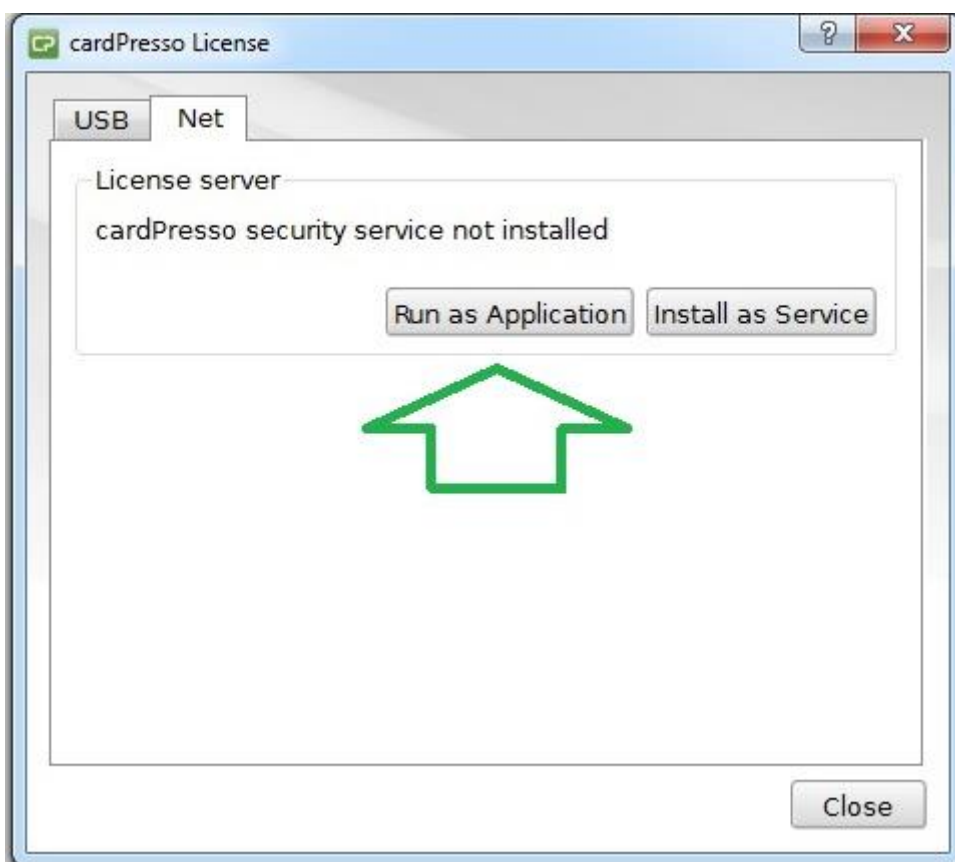 cardPresso License
USB Net
License server
cardPresso security service not installed
Run as Application Install as Service
Close